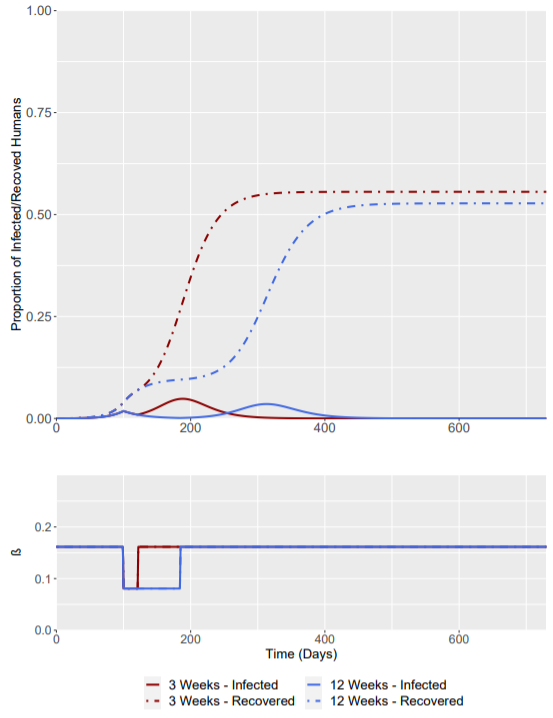 1.00
0.75
0.50
0.25
0.00
Proportion of Infected/Recoved Humans
0
200
400
600
0.2
0.1
0.0
ß
0
200
400
600
Time (Days)
3 Weeks - Infected
12 Weeks - Infected
3 Weeks - Recovered
12 Weeks - Recovered